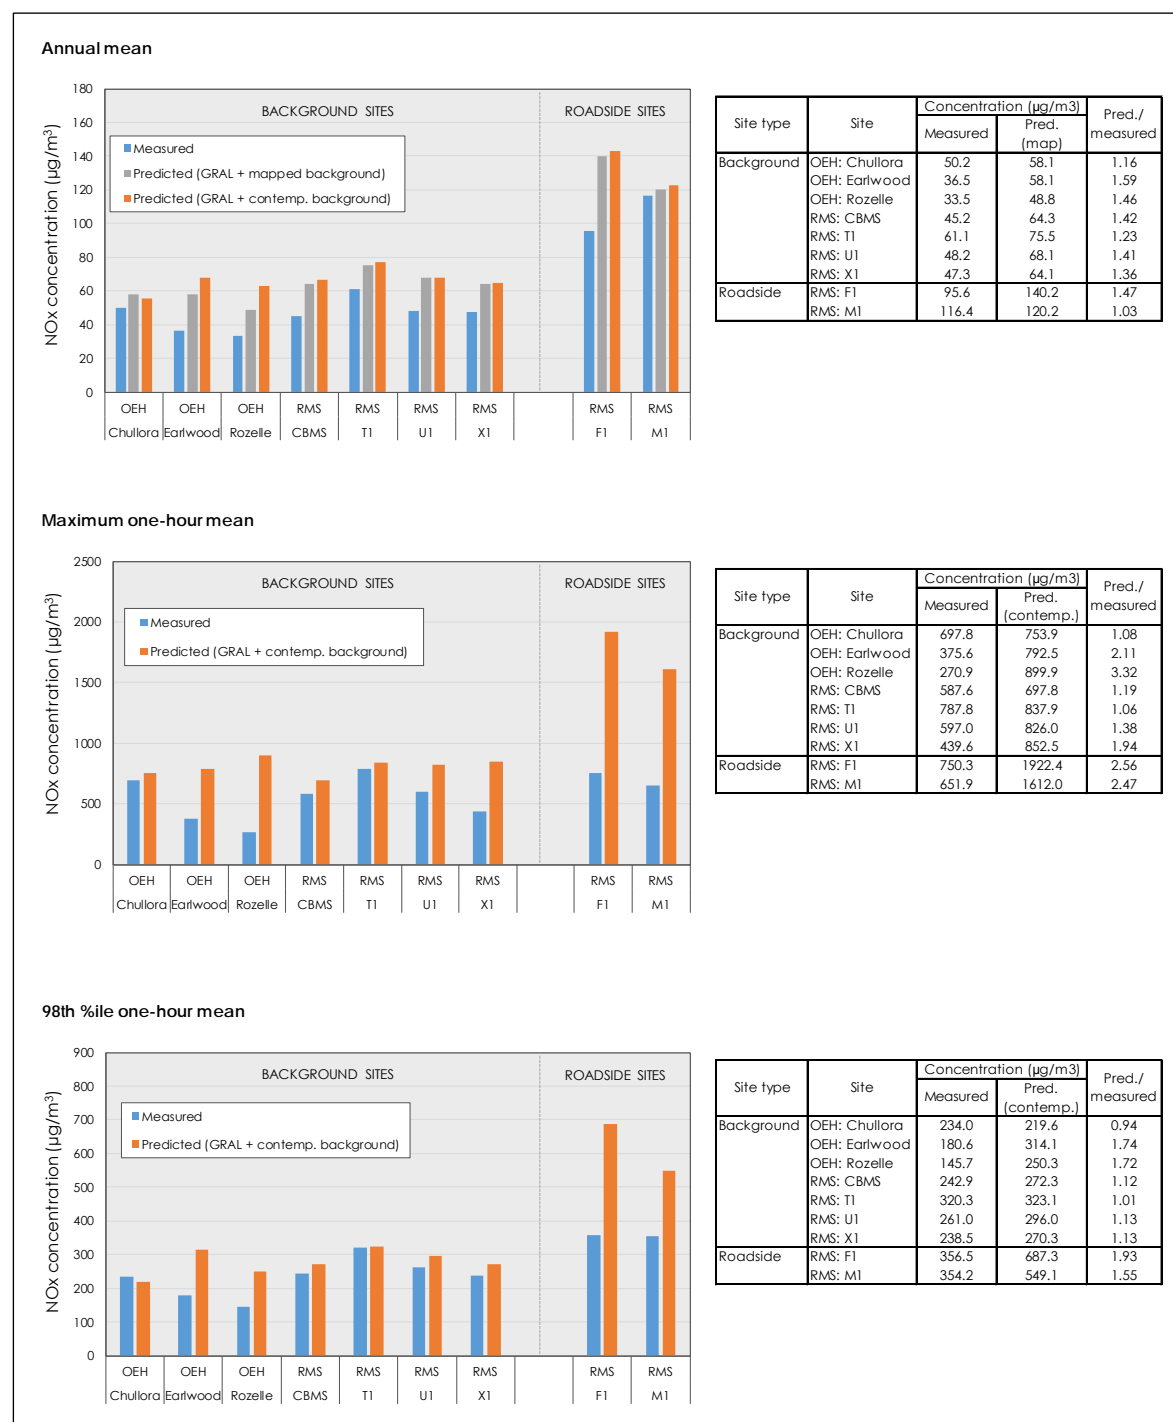 Annual mean
NOx concentration (µg/m³)
180
160
140
120
100
80
60
40
20
0
BACKGROUND SITES
ROADSIDE SITES
Measured
Predicted (GRAL + mapped background)
Predicted (GRAL + contemp. background)
OEH OEH OEH RMS RMS RMS RMS RMS RMS
Chullora Earlwood Rozelle CBMS T1 U1 X1 F1 M1
Site type Site Concentration (µg/m3) Pred./
measured
Measured Pred.
(map)
Background OEH: Chullora 50.2 58.1 1.16
OEH: Earlwood 36.5 58.1 1.59
OEH: Rozelle 33.5 48.8 1.46
RMS: CBMS 45.2 64.3 1.42
RMS: T1 61.1 75.5 1.23
RMS: U1 48.2 68.1 1.41
RMS: X1 47.3 64.1 1.36
Roadside RMS: F1 95.6 140.2 1.47
RMS: M1 116.4 120.2 1.03
Maximum one-hour mean
NOx concentration (µg/m³)
2500
2000
1500
1000
500
0
BACKGROUND SITES
ROADSIDE SITES
Measured
Predicted (GRAL + contemp. background)
OEH OEH OEH RMS RMS RMS RMS RMS RMS
Chullora Earlwood Rozelle CBMS T1 U1 X1 F1 M1
Site type Site Concentration (µg/m3) Pred./
measured
Measured Pred.
(contemp.)
Background OEH: Chullora 697.8 753.9 1.08
OEH: Earlwood 375.6 792.5 2.11
OEH: Rozelle 270.9 899.9 3.32
RMS: CBMS 587.6 697.8 1.19
RMS: T1 787.8 837.9 1.06
RMS: U1 597.0 826.0 1.38
RMS: X1 439.6 852.5 1.94
Roadside RMS: F1 750.3 1922.4 2.56
RMS: M1 651.9 1612.0 2.47
98th %ile one-hour mean
NOx concentration (µg/m³)
900
800
700
600
500
400
300
200
100
0
BACKGROUND SITES
ROADSIDE SITES
Measured
Predicted (GRAL + contemp. background)
OEH OEH OEH RMS RMS RMS RMS RMS RMS
Chullora Earlwood Rozelle CBMS T1 U1 X1 F1 M1
Site type Site Concentration (µg/m3) Pred./
measured
Measured Pred.
(contemp.)
Background OEH: Chullora 234.0 219.6 0.94
OEH: Earlwood 180.6 314.1 1.74
OEH: Rozelle 145.7 250.3 1.72
RMS: CBMS 242.9 272.3 1.12
RMS: T1 320.3 323.1 1.01
RMS: U1 261.0 296.0 1.13
RMS: X1 238.5 270.3 1.13
Roadside RMS: F1 356.5 687.3 1.93
RMS: M1 354.2 549.1 1.55